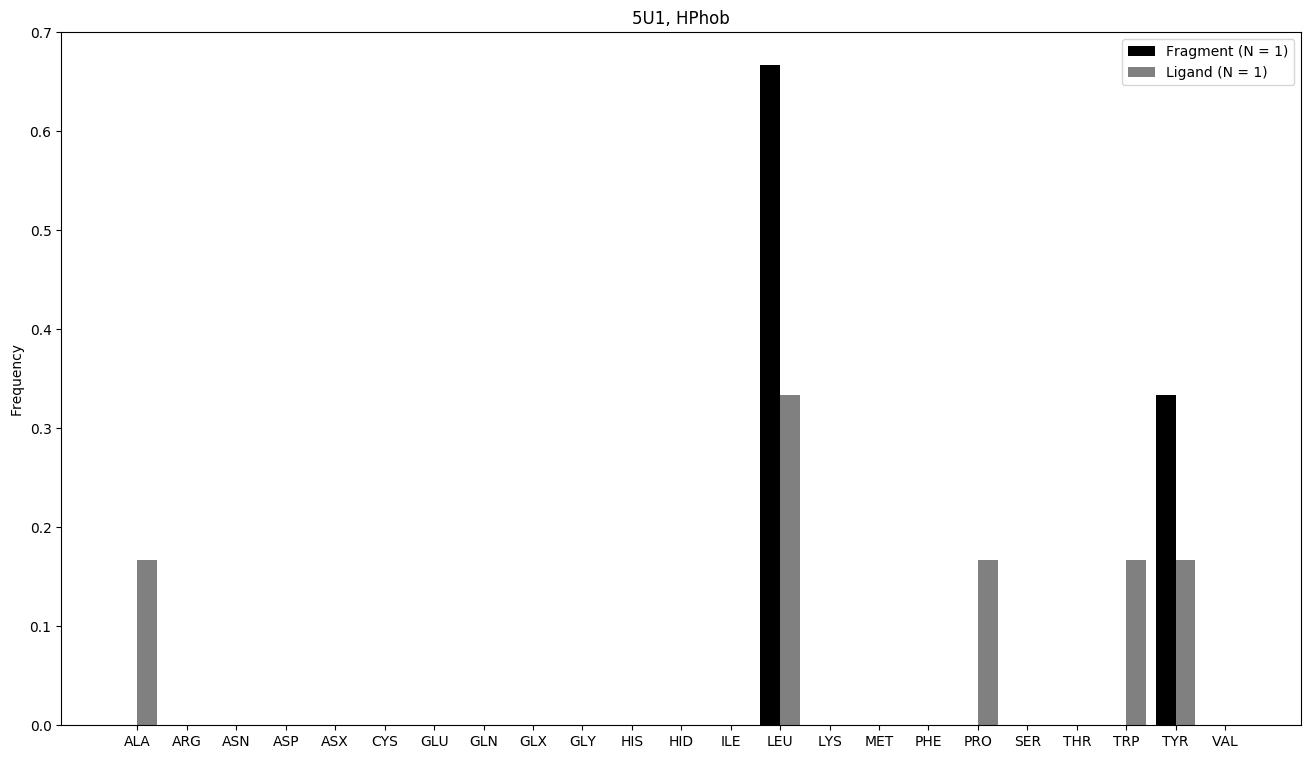 5U1, HPhob
Fragment (N = 1)
Ligand (N = 1)
Frequency
0.7
0.6
0.5
0.4
0.3
0.2
0.1
0.0
ALA ARG ASN ASP ASX CYS GLU GLN GLX GLY HIS HID ILE LEU LYS MET PHE PRO SER THR TRP TYR VAL